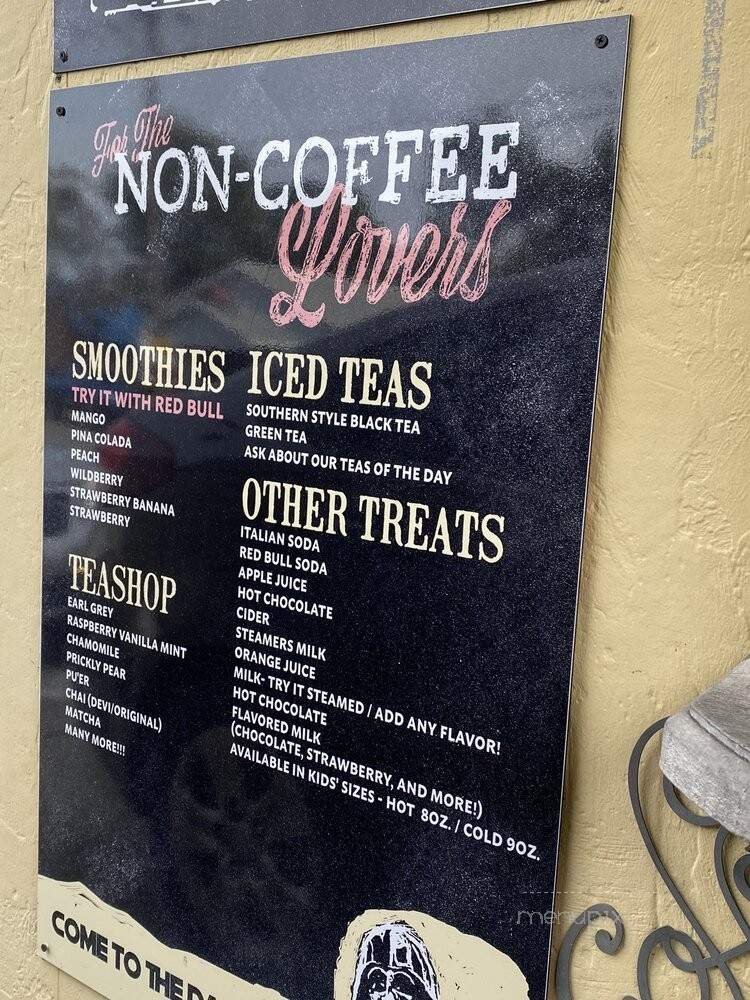 For The
NON-COFFEE
Lovers
SMOOTHIES
TRY IT WITH RED BULL
MANGO
PINA COLADA
PEACH
WILDBERRY
STRAWBERRY BANANA
STRAWBERRY
TEASHOP
EARL GREY
RASPBERRY VANILLA MINT
CHAMOMILE
PRICKLY PEAR
PU'ER
CHAI (DEVI/ORIGINAL)
MATCHA
MANY MORE!!!
ICED TEAS
SOUTHERN STYLE BLACK TEA
GREEN TEA
ASK ABOUT OUR TEAS OF THE DAY
OTHER TREATS
ITALIAN SODA
RED BULL SODA
APPLE JUICE
HOT CHOCOLATE
CIDER
STEAMERS MILK
ORANGE JUICE
MILK- TRY IT STEAMED / ADD ANY FLAVOR!
HOT CHOCOLATE
FLAVORED MILK
(CHOCOLATE, STRAWBERRY, AND MORE!)
AVAILABLE IN KIDS' SIZES - HOT 8OZ. / COLD 9OZ.
COME TO THE
menupix